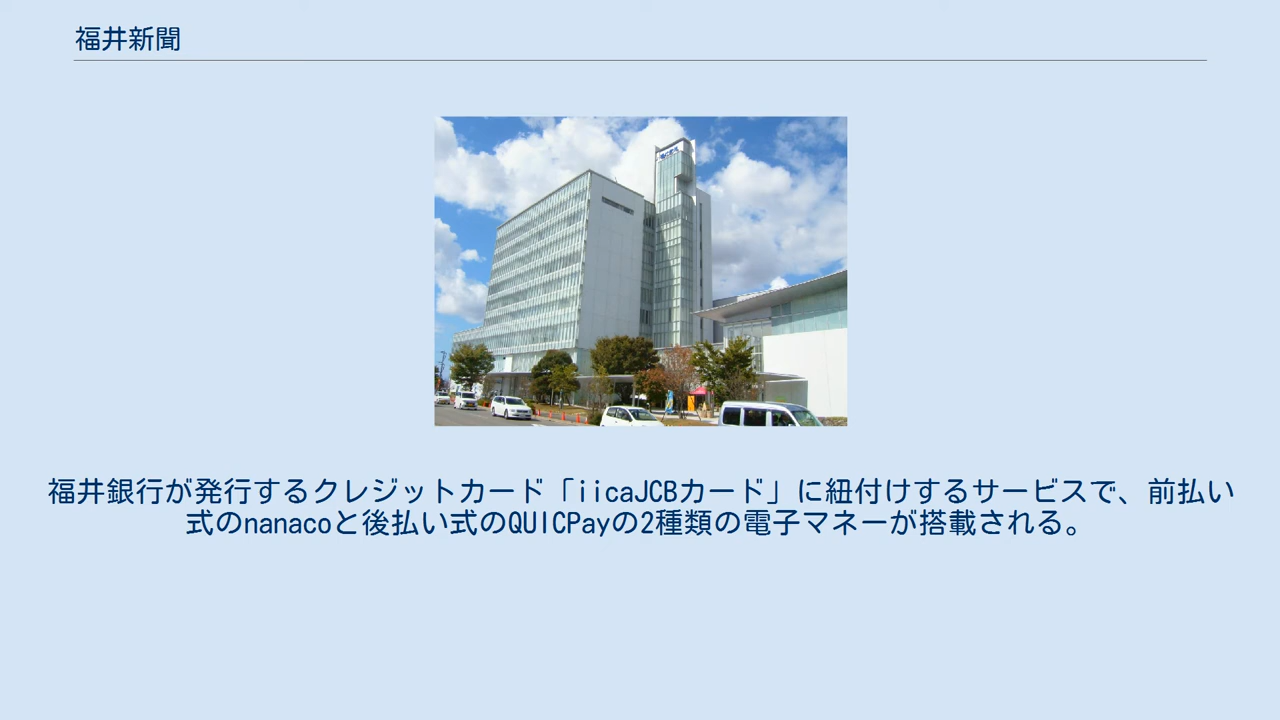 福井新聞
福井銀行が発行するクレジットカード「iicaJCBカード」に紐付けするサービスで、前払い
式のnanacoと後払い式のQUICPayの2種類の電子マネーが搭載される。